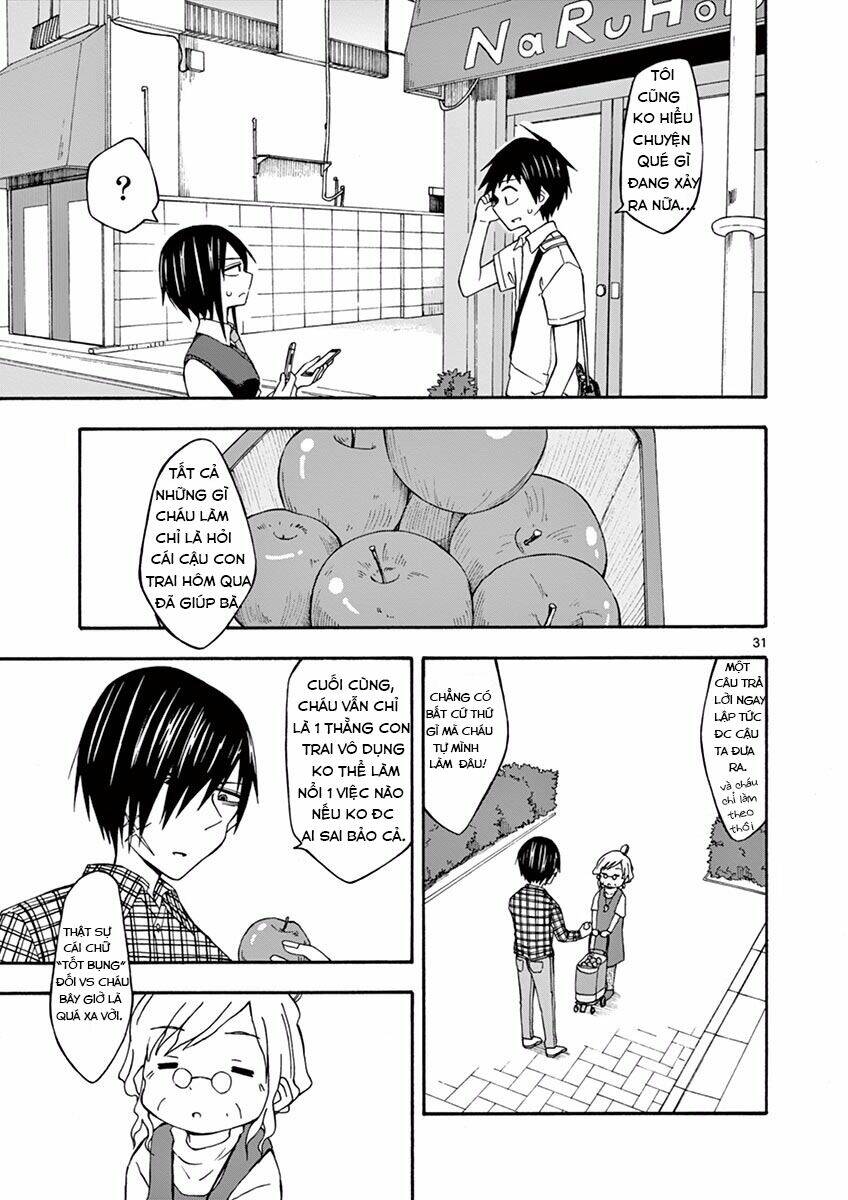 NaRuHo
TÔI
CŨNG
KO HIỂU
CHUYỆN
QUÉ GÌ
ĐANG XẢY
RA NỮA...
?
TẤT CẢ
NHỮNG GÌ
CHÁU LÀM
CHỈ LÀ HỎI
CÁI CẬU CON
TRAI HÔM QUA
ĐÃ GIÚP BÀ.
31
MỘT
CÂU TRẢ
LỜI NGAY
LẬP TỨC
ĐC CẬU
TA ĐƯA
RA.
và cháu
chỉ làm
theo
thôi
CHẲNG CÓ
BẤT CỨ THỨ
GÌ MÀ CHÁU
TỰ MÌNH
LÀM ĐÂU!
CUỐI CÙNG,
CHÁU VẪN CHỈ
LÀ 1 THẰNG CON
TRAI VÔ DỤNG
KO THỂ LÀM
NỔI 1 VIỆC NÀO
NẾU KO ĐC
AI SAI BẢO CẢ.
THẬT SỰ
CÁI CHỮ
"TỐT BỤNG"
ĐỐI VS CHÁU
BÂY GIỜ LÀ
QUÁ XA VỜI.